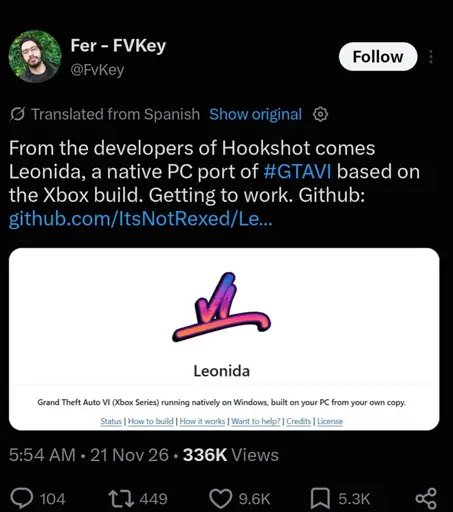 Fer - FVKey
@FvKey
Follow
Translated from Spanish Show original
From the developers of Hookshot comes
Leonida, a native PC port of #GTAVI based on
the Xbox build. Getting to work. Github:
github.com/ItsNotRexed/Le...
VI
Leonida
Grand Theft Auto VI (Xbox Series) running natively on Windows, built on your PC from your own copy.
Status | How to build | How it works | Want to help? | Credits | License
5:54 AM • 21 Nov 26 • 336K Views
104 449 9.6K 5.3K